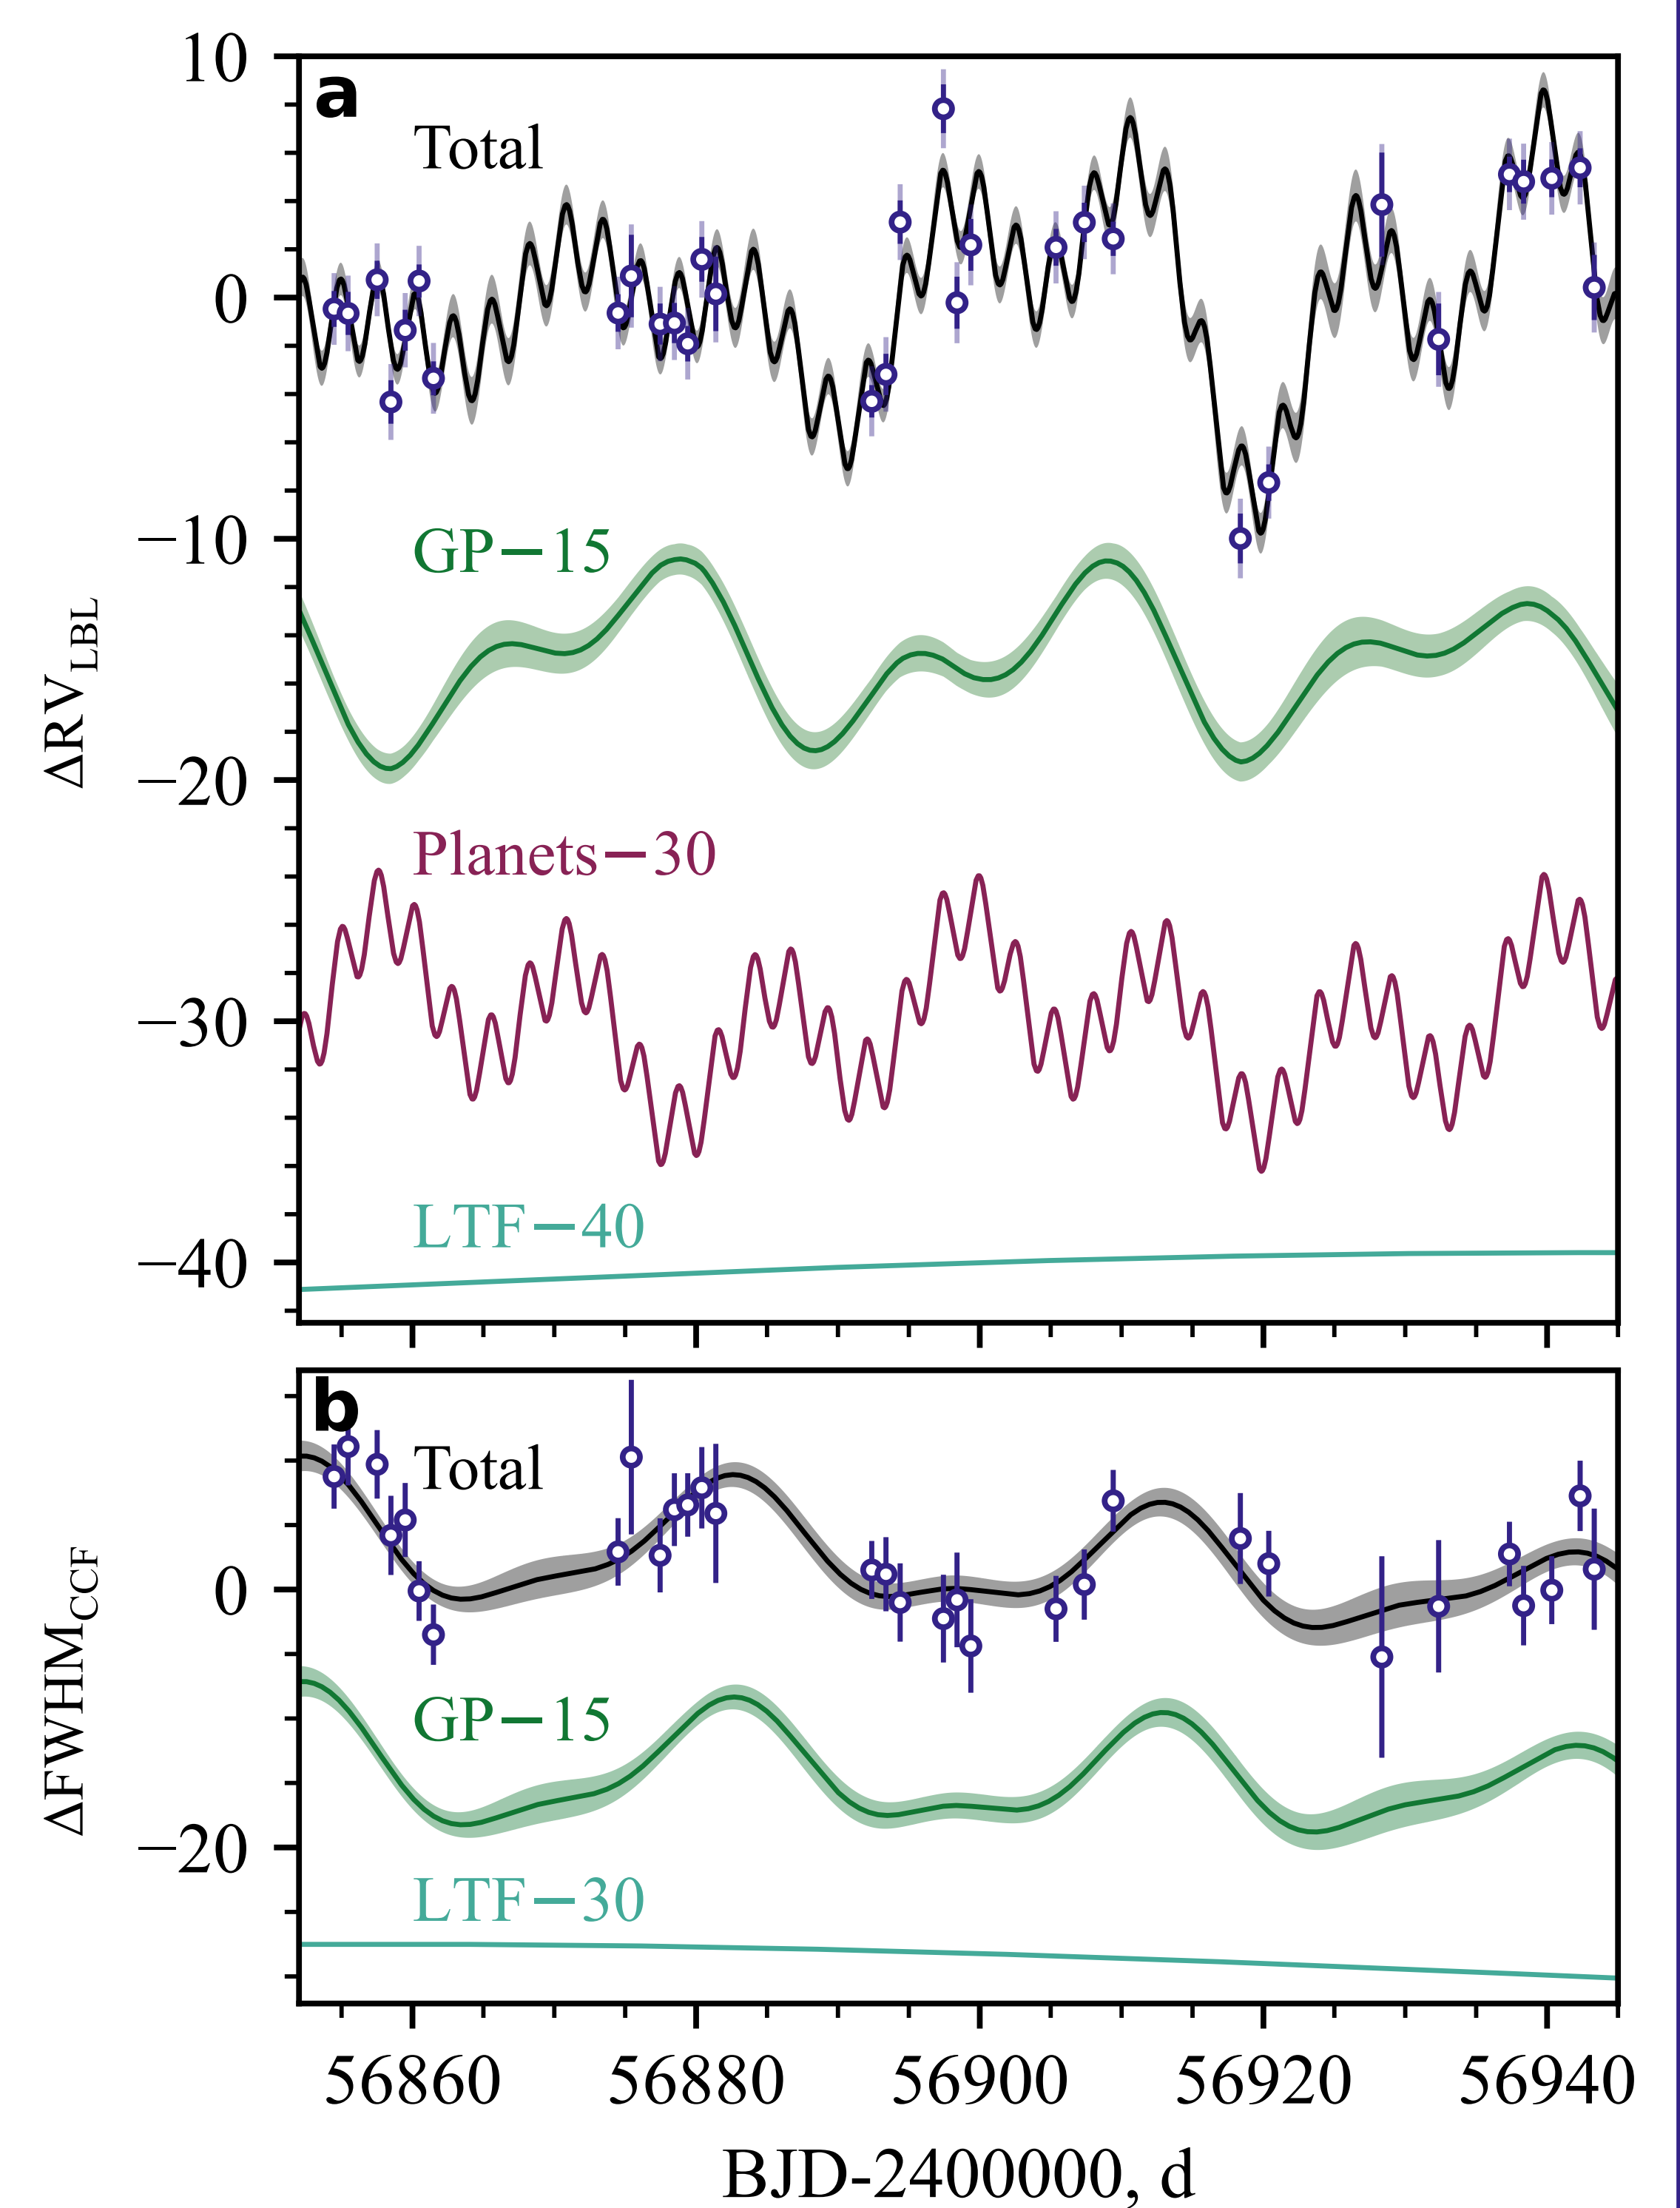 a
10
Total
0
−10
GP−15
ΔRV_LBL
−20
Planets−30
−30
LTF−40
−40
b
Total
0
GP−15
ΔFWHM_CCF
−20
LTF−30
56860 56880 56900 56920 56940
BJD-2400000, d